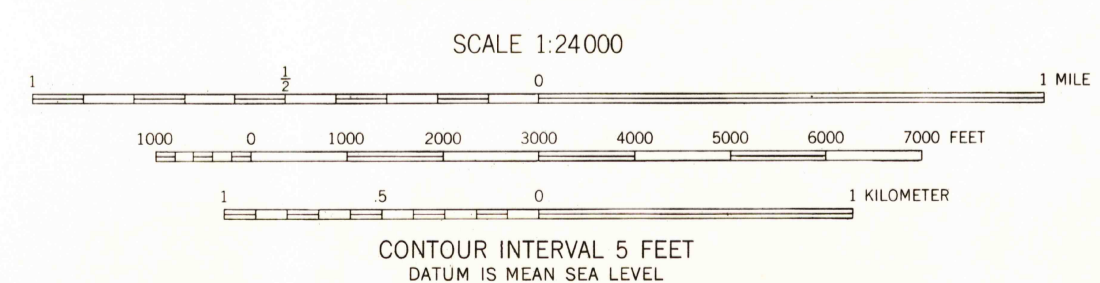 SCALE 1:24000
1 ½ 0 1 MILE
1000 0 1000 2000 3000 4000 5000 6000 7000 FEET
1 .5 0 1 KILOMETER
CONTOUR INTERVAL 5 FEET
DATUM IS MEAN SEA LEVEL